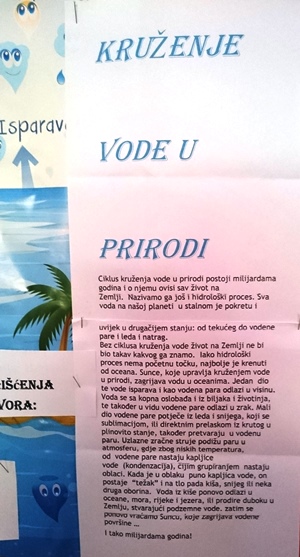 KRUŽENJE
VODE U
PRIRODI
Isparav
IŠĆENJA
VORA:
Ciklus kruženja vode u prirodi postoji milijardama
godina i o njemu ovisi sav život na
Zemlji. Nazivamo ga još i hidrološki proces. Sva
voda na našoj planeti u stalnom je pokretu i
uvijek u drugačijem stanju: od tekućeg do vodene
pare i leda i natrag.
Bez ciklusa kruženja vode život na Zemlji ne bi
bio takav kakvog ga znamo. Iako hidrološki
proces nema početnu točku, najbolje je krenuti
od oceana. Sunce, koje upravlja kruženjem vode
u prirodi, zagrijava vodu u oceanima. Jedan dio
te vode isparava i kao vodena para odlazi u visinu.
Voda se sa kopna oslobađa i iz biljaka i životinja,
te također u vidu vodene pare odlazi u zrak. Mali
dio vodene pare potječe iz leda i snijega, koji se
sublimacijom, ili direktnim prelaskom iz krutog u
plinovito stanje, također pretvaraju u vodenu
paru. Uzlazne zračne struje podižu paru u
atmosferu, gdje zbog niskih temperatura,
od vodene pare nastaju kapljice
vode (kondenzacija), čijim grupiranjem nastaju
oblaci. Kada je u oblaku puno kapljica vode, on
postaje "težak" i na tlo pada kiša, snijeg ili neka
druga oborina. Voda iz kiše ponovo odlazi u
oceane, mora, rijeke i jezera, ili prodire duboko u
Zemlju, stvarajući podzemne vode. zatim se
ponovo vraćamo Suncu, koje zagrijava vodene
površine ...
I tako milijardama godina!